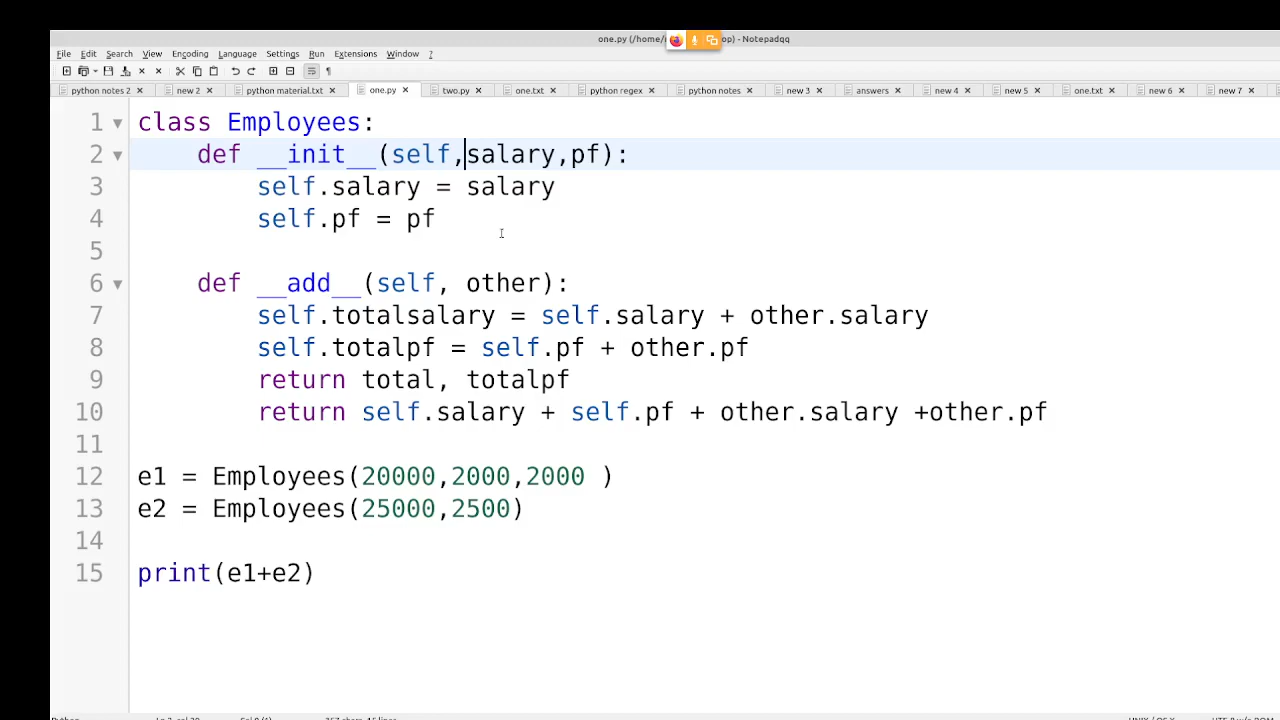 one.py (/home/ op) - Notepadqq
File Edit Search View Encoding Language Settings Run Extensions Window ?
python notes 2 new 2 python material.txt one.py two.py one.txt python regex python notes new 3 answers new 4 new 5 one.txt new 6 new 7
1 class Employees:
2 def __init__(self,salary,pf):
3 self.salary = salary
4 self.pf = pf
5
6 def __add__(self, other):
7 self.totalsalary = self.salary + other.salary
8 self.totalpf = self.pf + other.pf
9 return total, totalpf
10 return self.salary + self.pf + other.salary +other.pf
11
12 e1 = Employees(20000,2000,2000 )
13 e2 = Employees(25000,2500)
14
15 print(e1+e2)